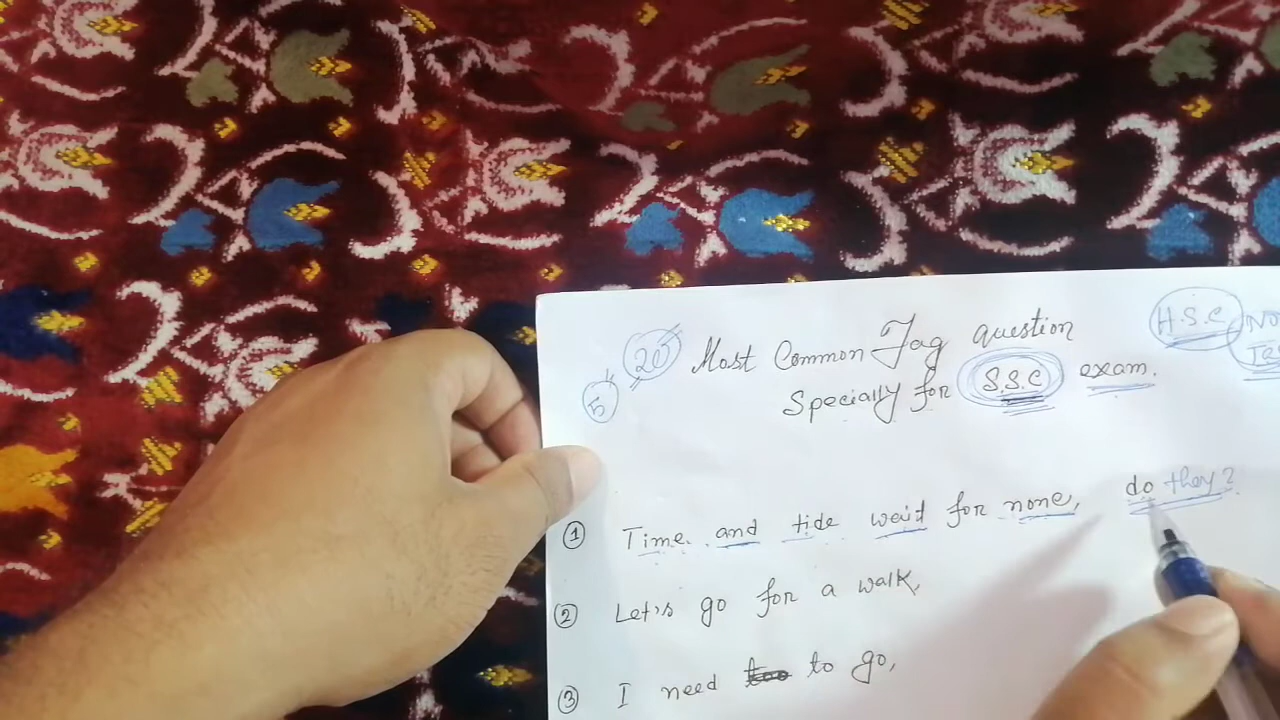 20 Most Common Tag question H.S.C
5 Specially for S.S.C exam.
① Time and tide wait for none, do they?
② Let's go for a walk,
③ I need to go,